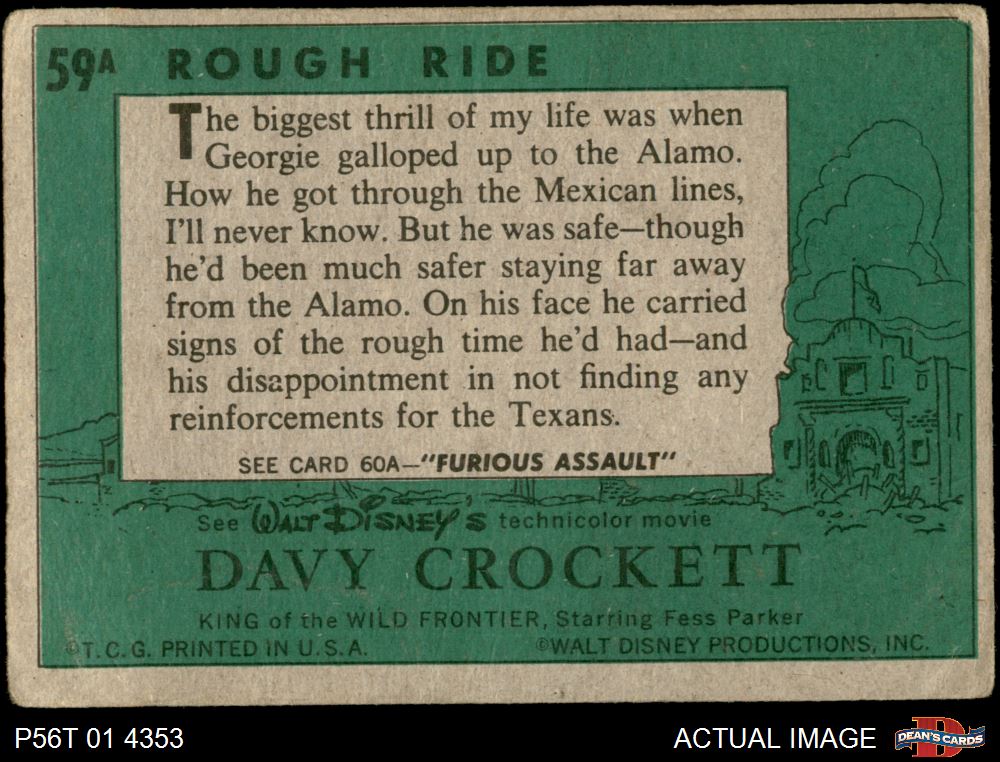 59A ROUGH RIDE
The biggest thrill of my life was when
Georgie galloped up to the Alamo.
How he got through the Mexican lines,
I'll never know. But he was safe—though
he'd been much safer staying far away
from the Alamo. On his face he carried
signs of the rough time he'd had—and
his disappointment in not finding any
reinforcements for the Texans.
SEE CARD 60A—"FURIOUS ASSAULT"
See WALT DISNEY'S technicolor movie
DAVY CROCKETT
KING of the WILD FRONTIER, Starring Fess Parker
©T.C.G. PRINTED IN U.S.A. ©WALT DISNEY PRODUCTIONS, INC.
P56T 01 4353 ACTUAL IMAGE D DEAN'S CARDS